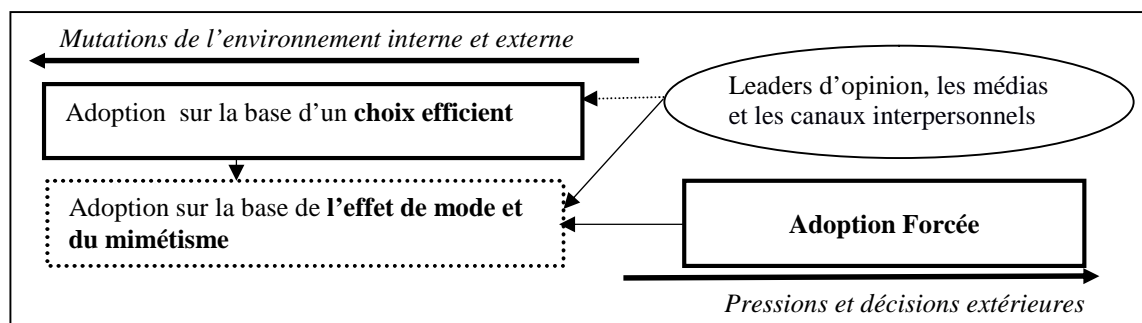 Mutations de l'environnement interne et externe
Adoption sur la base d'un choix efficient
Leaders d'opinion, les médias
et les canaux interpersonnels
Adoption sur la base de l'effet de mode et
du mimétisme
Adoption Forcée
Pressions et décisions extérieures